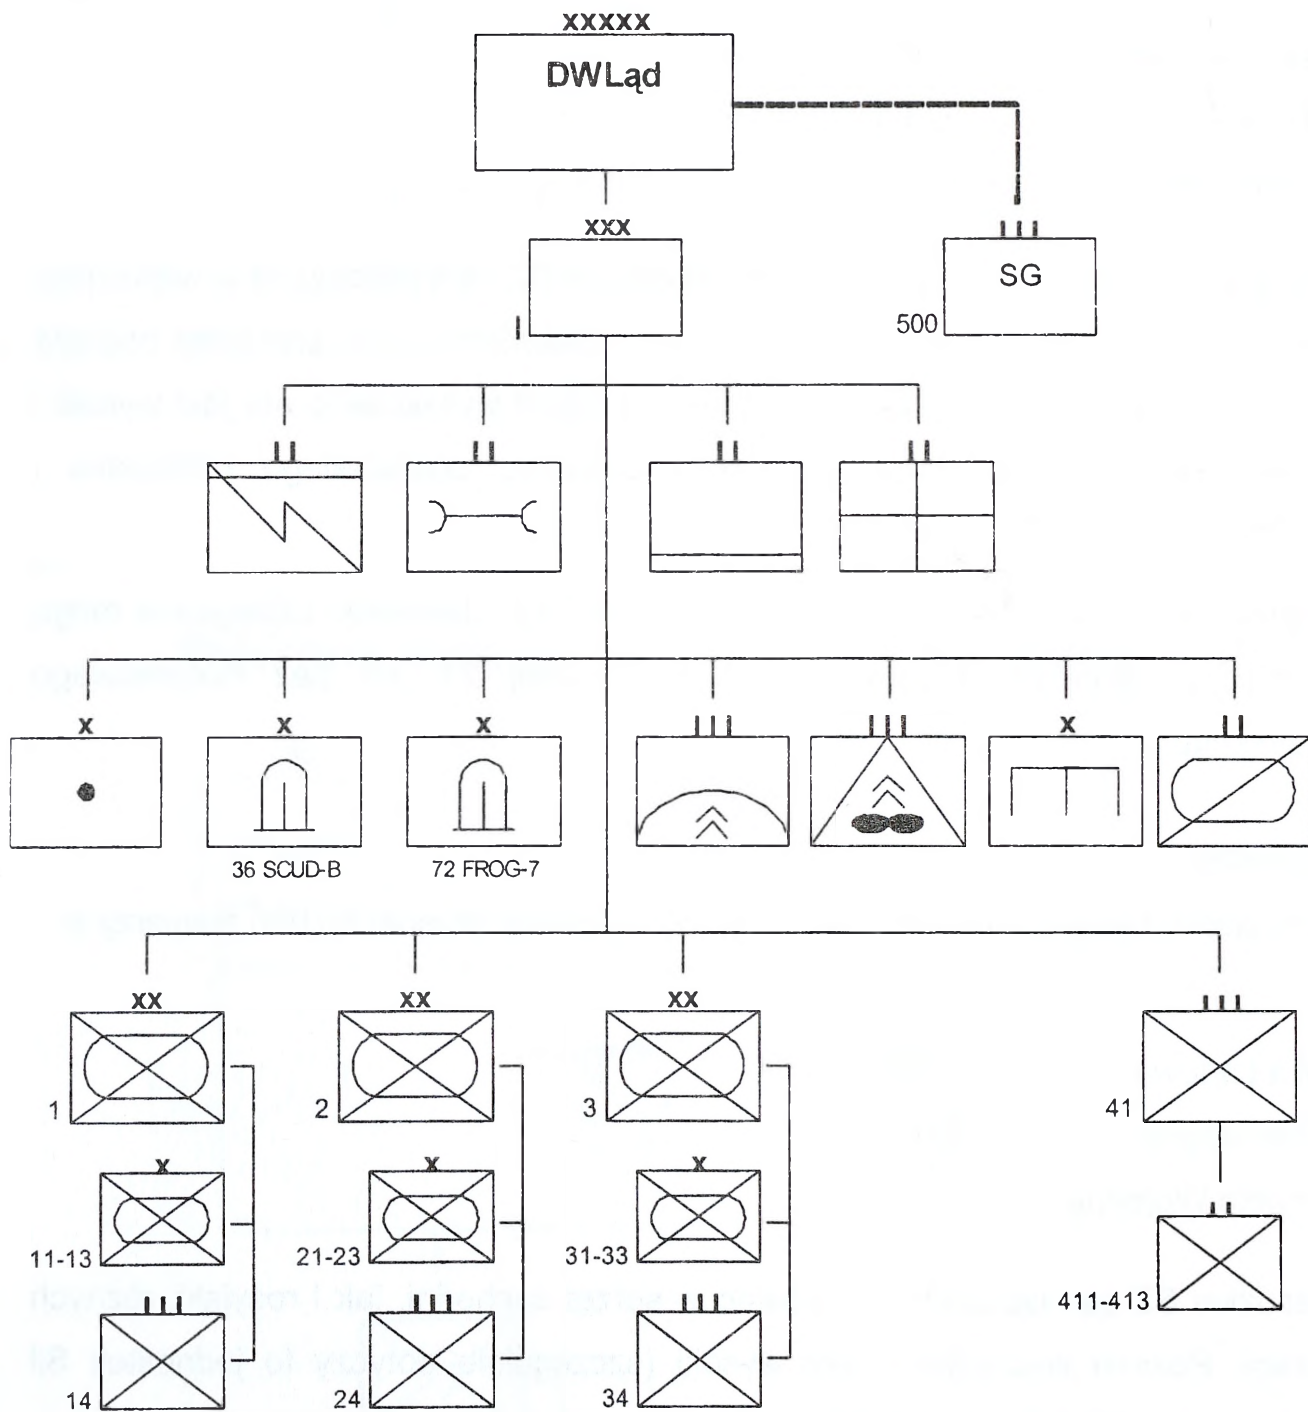 XXXXX
DWLąd
XXX
I
III
SG
500
II
II
II
II
X
X
X
III
III
X
II
36 SCUD-B
72 FROG-7
XX
XX
XX
III
1
2
3
41
X
X
X
II
11-13
21-23
31-33
411-413
III
III
III
14
24
34